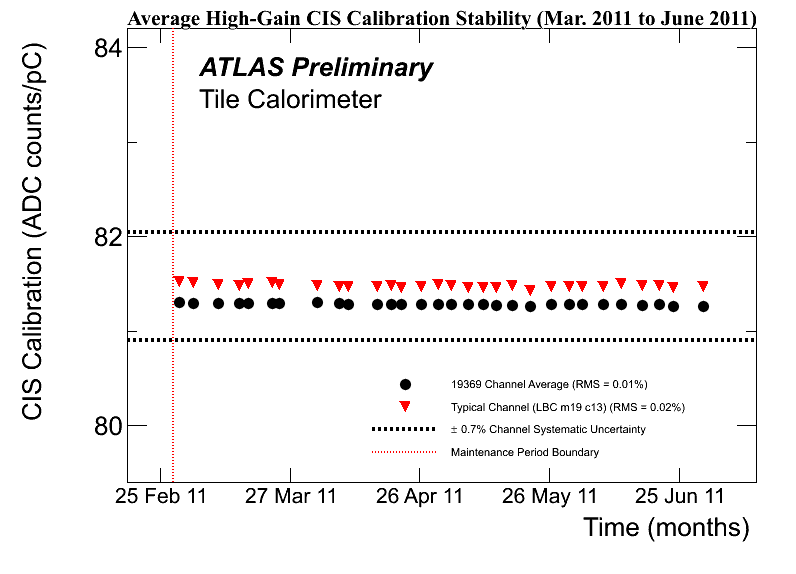 Average High-Gain CIS Calibration Stability (Mar. 2011 to June 2011)
84
ATLAS Preliminary
Tile Calorimeter
CIS Calibration (ADC counts/pC)
82
80
19369 Channel Average (RMS = 0.01%)
Typical Channel (LBC m19 c13) (RMS = 0.02%)
± 0.7% Channel Systematic Uncertainty
Maintenance Period Boundary
25 Feb 11 27 Mar 11 26 Apr 11 26 May 11 25 Jun 11
Time (months)